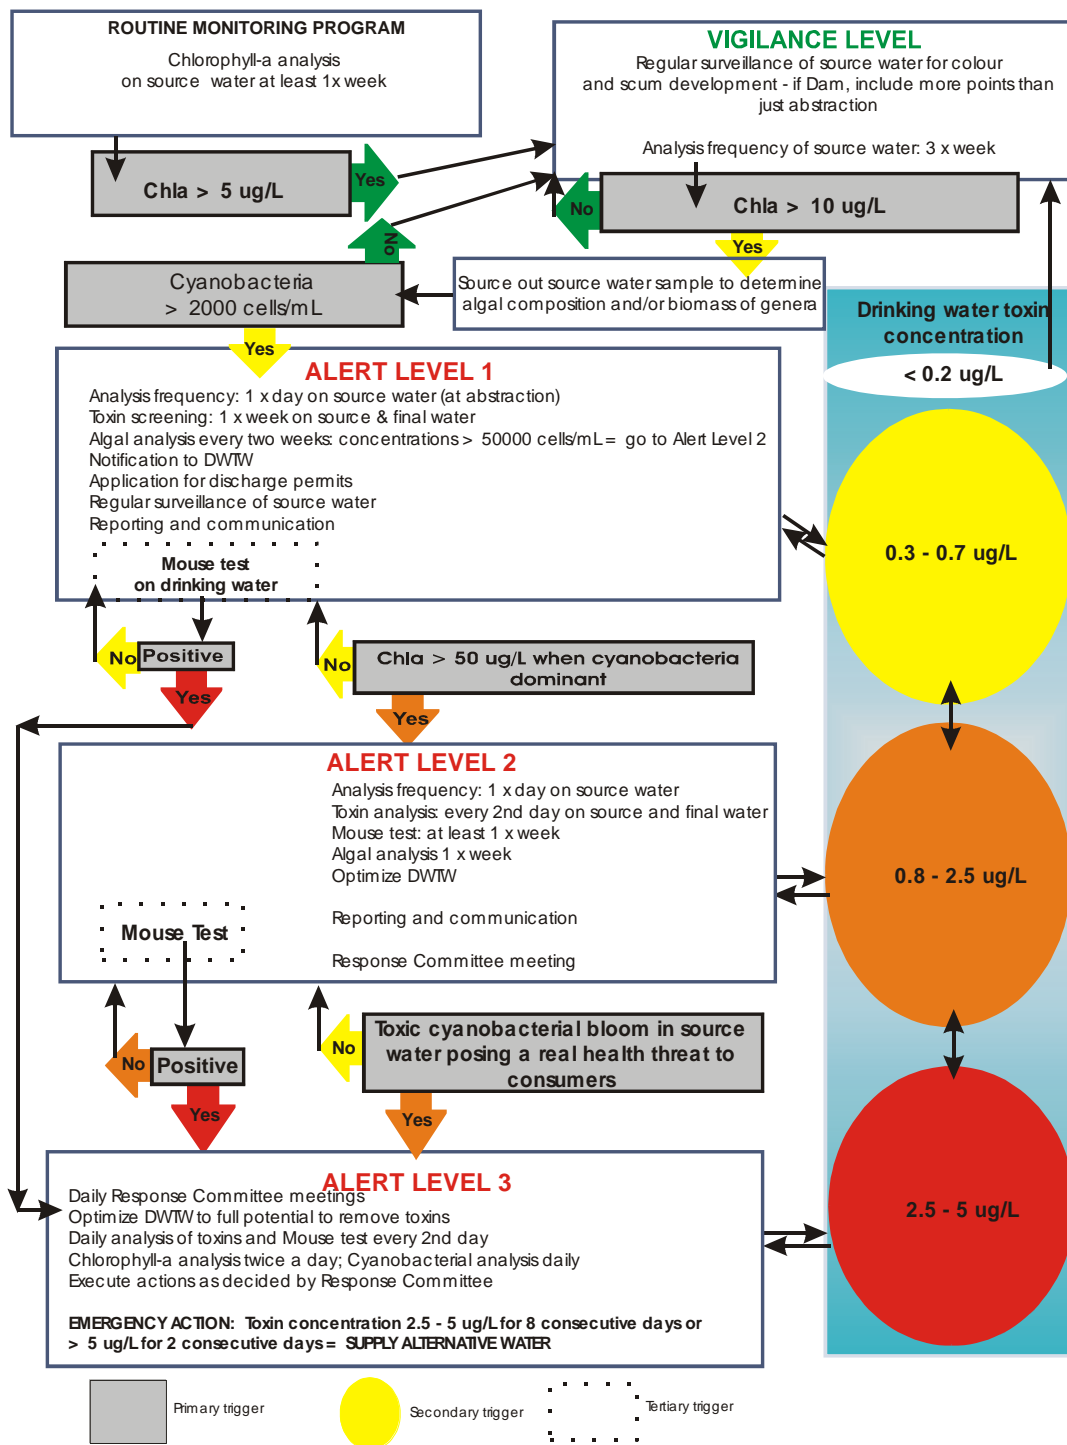 ROUTINE MONITORING PROGRAM
Chlorophyll-a analysis
on source water at least 1x week
VIGILANCE LEVEL
Regular surveillance of source water for colour
and scum development - if Dam, include more points than
just abstraction
Analysis frequency of source water: 3 x week
Chla > 5 ug/L
Yes
No
Chla > 10 ug/L
No
Yes
Cyanobacteria
> 2000 cells/mL
Source out source water sample to determine
algal composition and/or biomass of genera
Yes
Drinking water toxin
concentration
< 0.2 ug/L
ALERT LEVEL 1
Analysis frequency: 1 x day on source water (at abstraction)
Toxin screening: 1 x week on source & final water
Algal analysis every two weeks: concentrations > 50000 cells/mL = go to Alert Level 2
Notification to DWTW
Application for discharge permits
Regular surveillance of source water
Reporting and communication
Mouse test
on drinking water
0.3 - 0.7 ug/L
No
Positive
Yes
No
Chla > 50 ug/L when cyanobacteria
dominant
Yes
ALERT LEVEL 2
Analysis frequency: 1 x day on source water
Toxin analysis: every 2nd day on source and final water
Mouse test: at least 1 x week
Algal analysis 1 x week
Optimize DWTW
Reporting and communication
Response Committee meeting
Mouse Test
0.8 - 2.5 ug/L
No
Positive
Yes
No
Toxic cyanobacterial bloom in source
water posing a real health threat to
consumers
Yes
ALERT LEVEL 3
Daily Response Committee meetings
Optimize DWTW to full potential to remove toxins
Daily analysis of toxins and Mouse test every 2nd day
Chlorophyll-a analysis twice a day; Cyanobacterial analysis daily
Execute actions as decided by Response Committee
EMERGENCY ACTION: Toxin concentration 2.5 - 5 ug/L for 8 consecutive days or
> 5 ug/L for 2 consecutive days = SUPPLY ALTERNATIVE WATER
2.5 - 5 ug/L
Primary trigger
Secondary trigger
Tertiary trigger